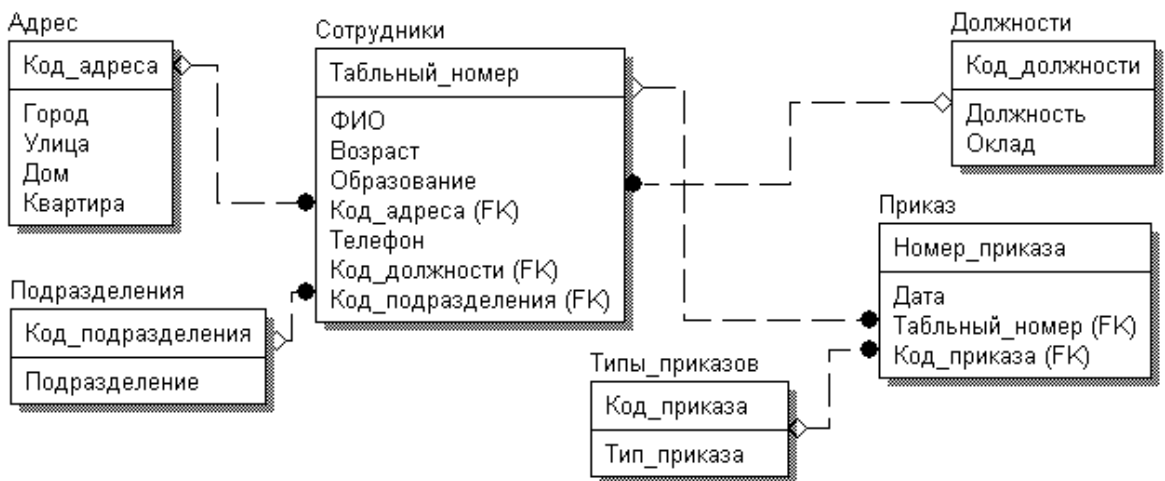 Адрес
Код_адреса
Город
Улица
Дом
Квартира
Подразделения
Код_подразделения
Подразделение
Сотрудники
Табльный_номер
ФИО
Возраст
Образование
Код_адреса (FK)
Телефон
Код_должности (FK)
Код_подразделения (FK)
Типы_приказов
Код_приказа
Тип_приказа
Должности
Код_должности
Должность
Оклад
Приказ
Номер_приказа
Дата
Табльный_номер (FK)
Код_приказа (FK)